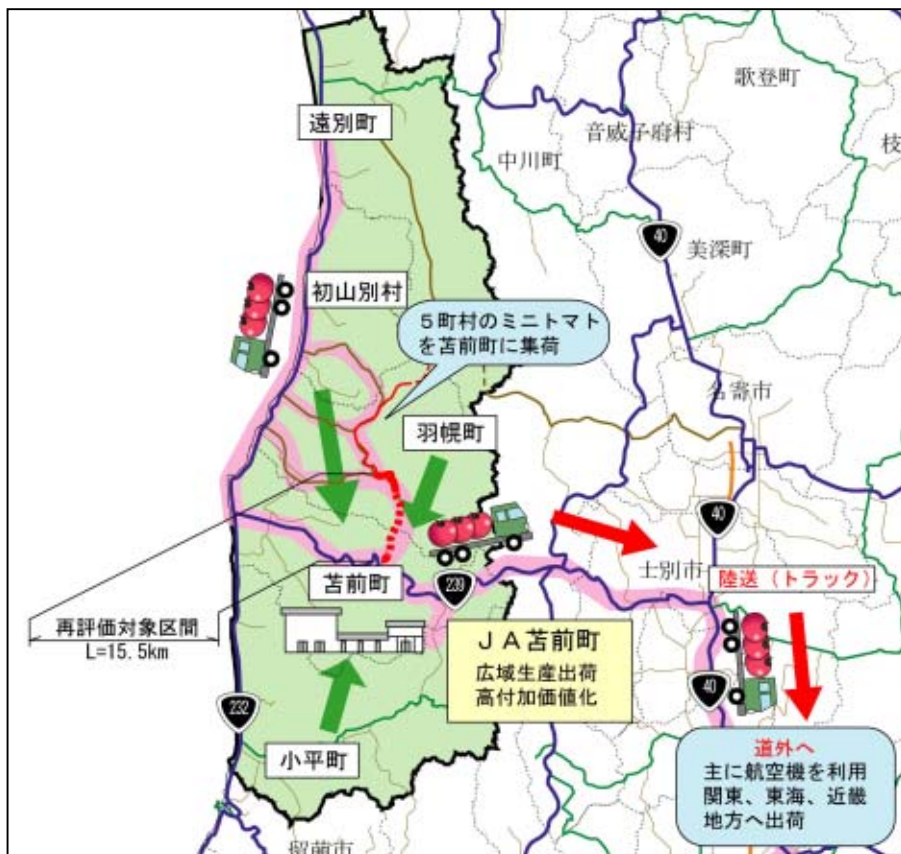 歌登町
音威子府村
枝
中川町
遠別町
40
美深町
初山別村
5町村のミニトマト
を苫前町に集荷
名寄市
羽幌町
40
士別市
陸送(トラック)
苫前町
239
再評価対象区間
L=15.5km
JA苫前町
広域生産出荷
高付加価値化
40
232
小平町
道外へ
主に航空機を利用
関東、東海、近畿
地方へ出荷
留萌市